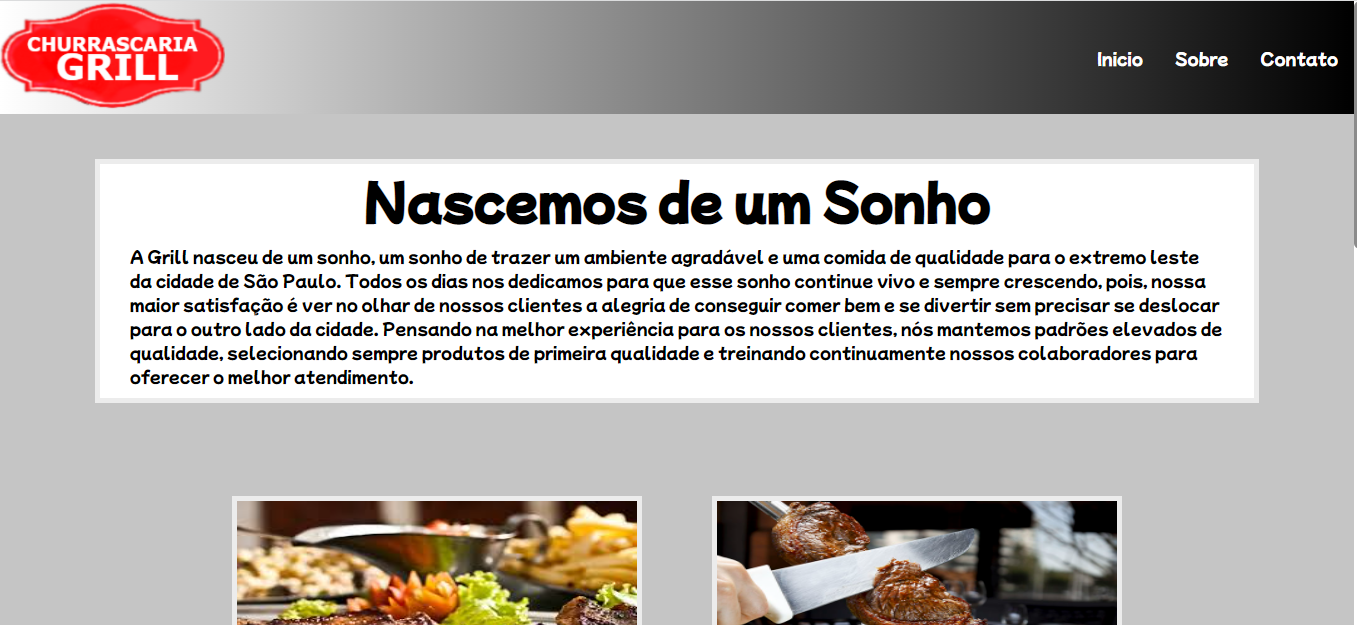 CHURRASCARIA
GRILL
Inicio Sobre Contato
Nascemos de um Sonho
A Grill nasceu de um sonho, um sonho de trazer um ambiente agradável e uma comida de qualidade para o extremo leste
da cidade de São Paulo. Todos os dias nos dedicamos para que esse sonho continue vivo e sempre crescendo, pois, nossa
maior satisfação é ver no olhar de nossos clientes a alegria de conseguir comer bem e se divertir sem precisar se deslocar
para o outro lado da cidade. Pensando na melhor experiência para os nossos clientes, nós mantemos padrões elevados de
qualidade, selecionando sempre produtos de primeira qualidade e treinando continuamente nossos colaboradores para
oferecer o melhor atendimento.